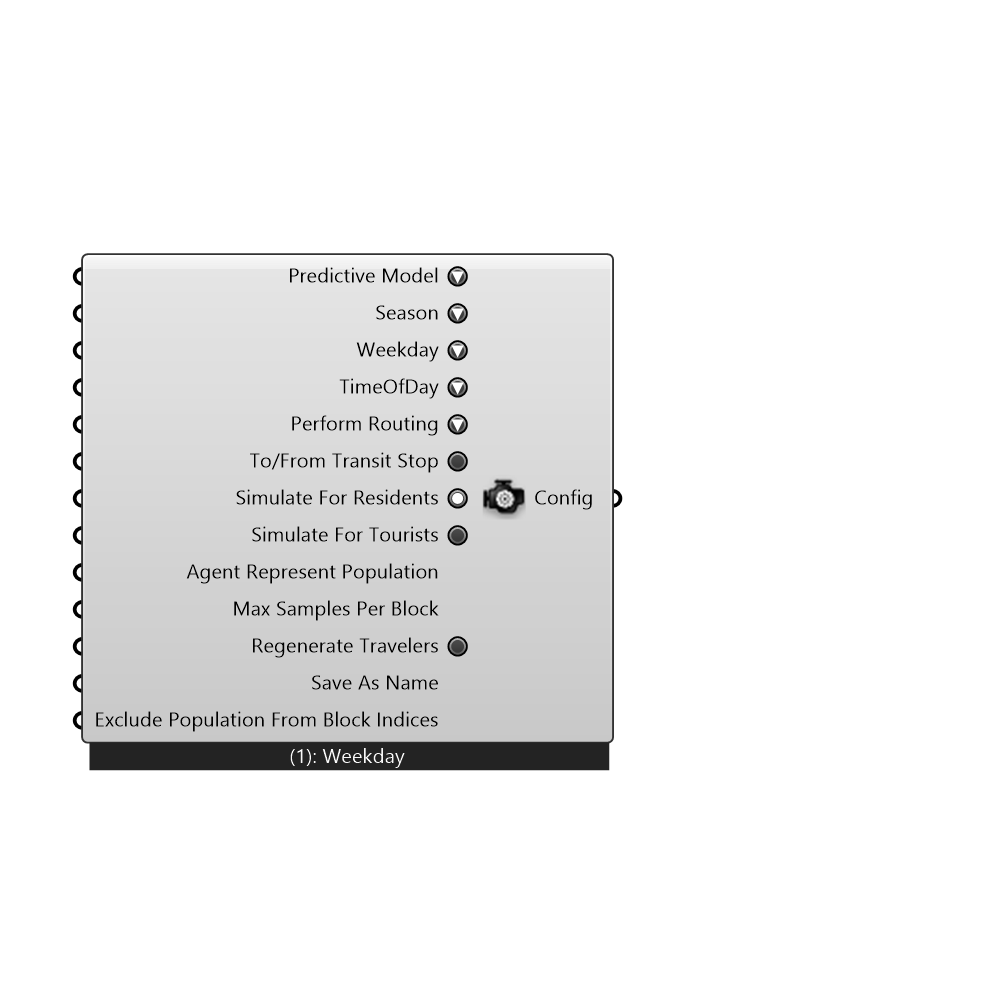 Predictive Model
Season
Weekday
TimeOfDay
Perform Routing
To/From Transit Stop
Simulate For Residents
Config
Simulate For Tourists
Agent Represent Population
Max Samples Per Block
Regenerate Travelers
Save As Name
Exclude Population From Block Indices
(1): Weekday